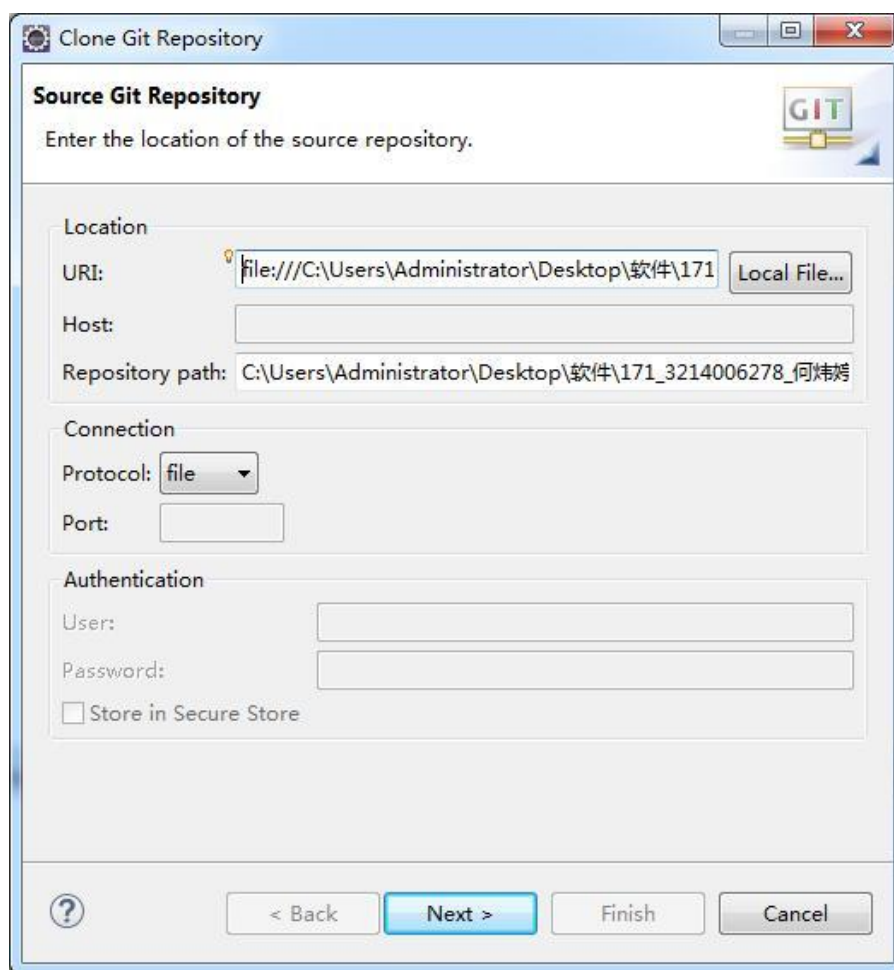 Clone Git Repository
Source Git Repository
GIT
Enter the location of the source repository.
Location
URI: file:///C:\Users\Administrator\Desktop\软件\171 Local File...
Host:
Repository path: C:\Users\Administrator\Desktop\软件\171_3214006278_何炜婷
Connection
Protocol: file
Port:
Authentication
User:
Password:
Store in Secure Store
? < Back Next > Finish Cancel